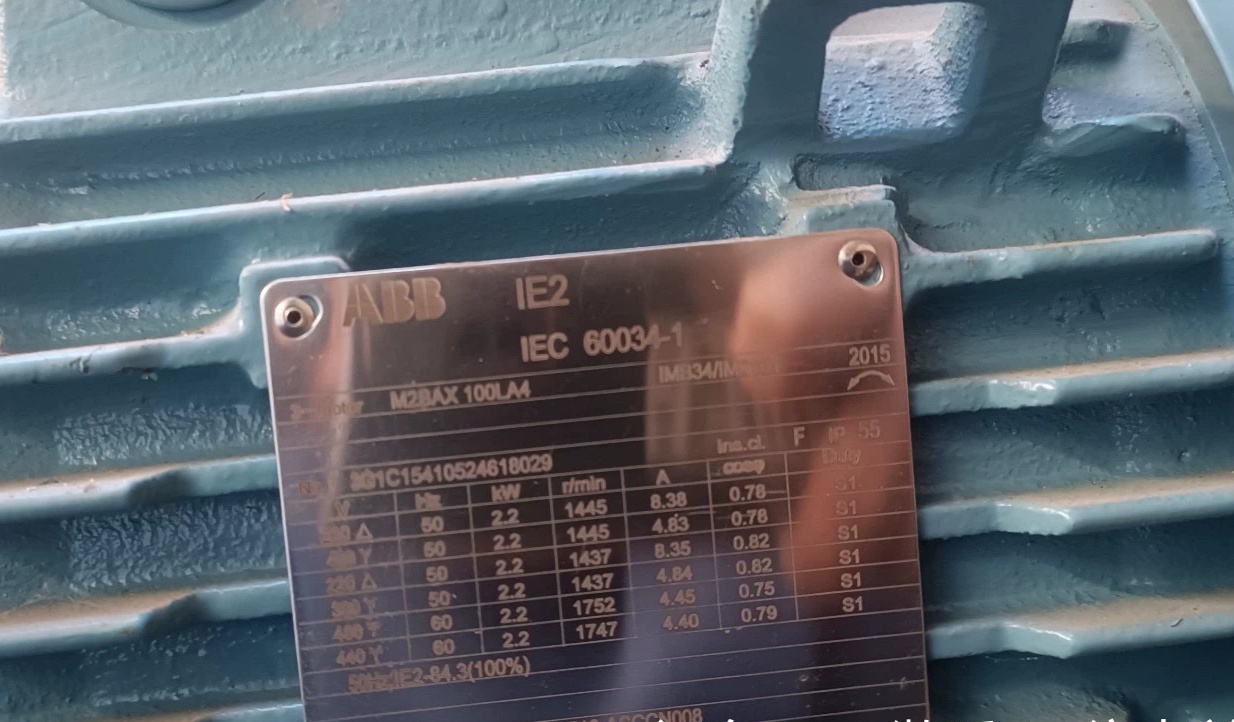 ABB IE2
IEC 60034-1
2015
M2BAX 100LA4
Ins.cl. F IP 55
3G1C15410524618029
V Hz kW r/min A cosφ Duty
Δ 50 2.2 1445 8.38 0.78 S1
Y 50 2.2 1445 4.83 0.78 S1
220 Δ 50 2.2 1437 8.35 0.82 S1
380 Y 50 2.2 1437 4.84 0.82 S1
460 Y 60 2.2 1752 4.45 0.75 S1
440 Y 60 2.2 1747 4.40 0.79 S1
50Hz:IE2-84.3(100%)